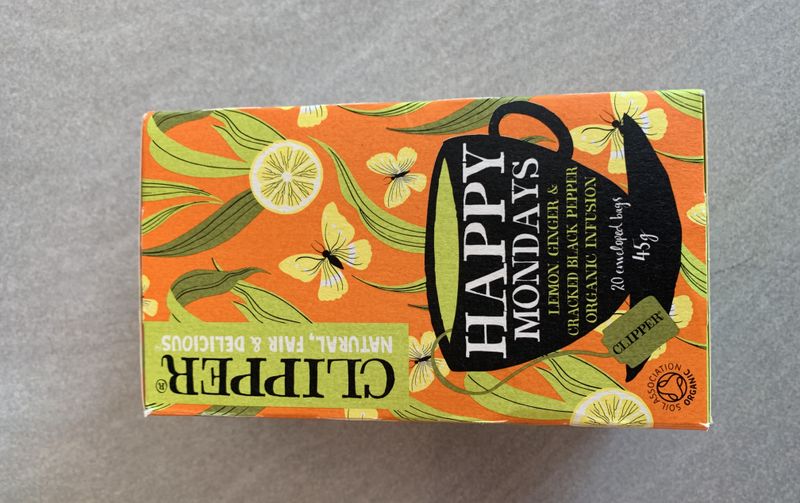 CLIPPER®
NATURAL, FAIR & DELICIOUS®
HAPPY
MONDAYS
LEMON GINGER &
CRACKED BLACK PEPPER
ORGANIC INFUSION
20 enveloped bags
45g
CLIPPER
SOIL ASSOCIATION
ORGANIC